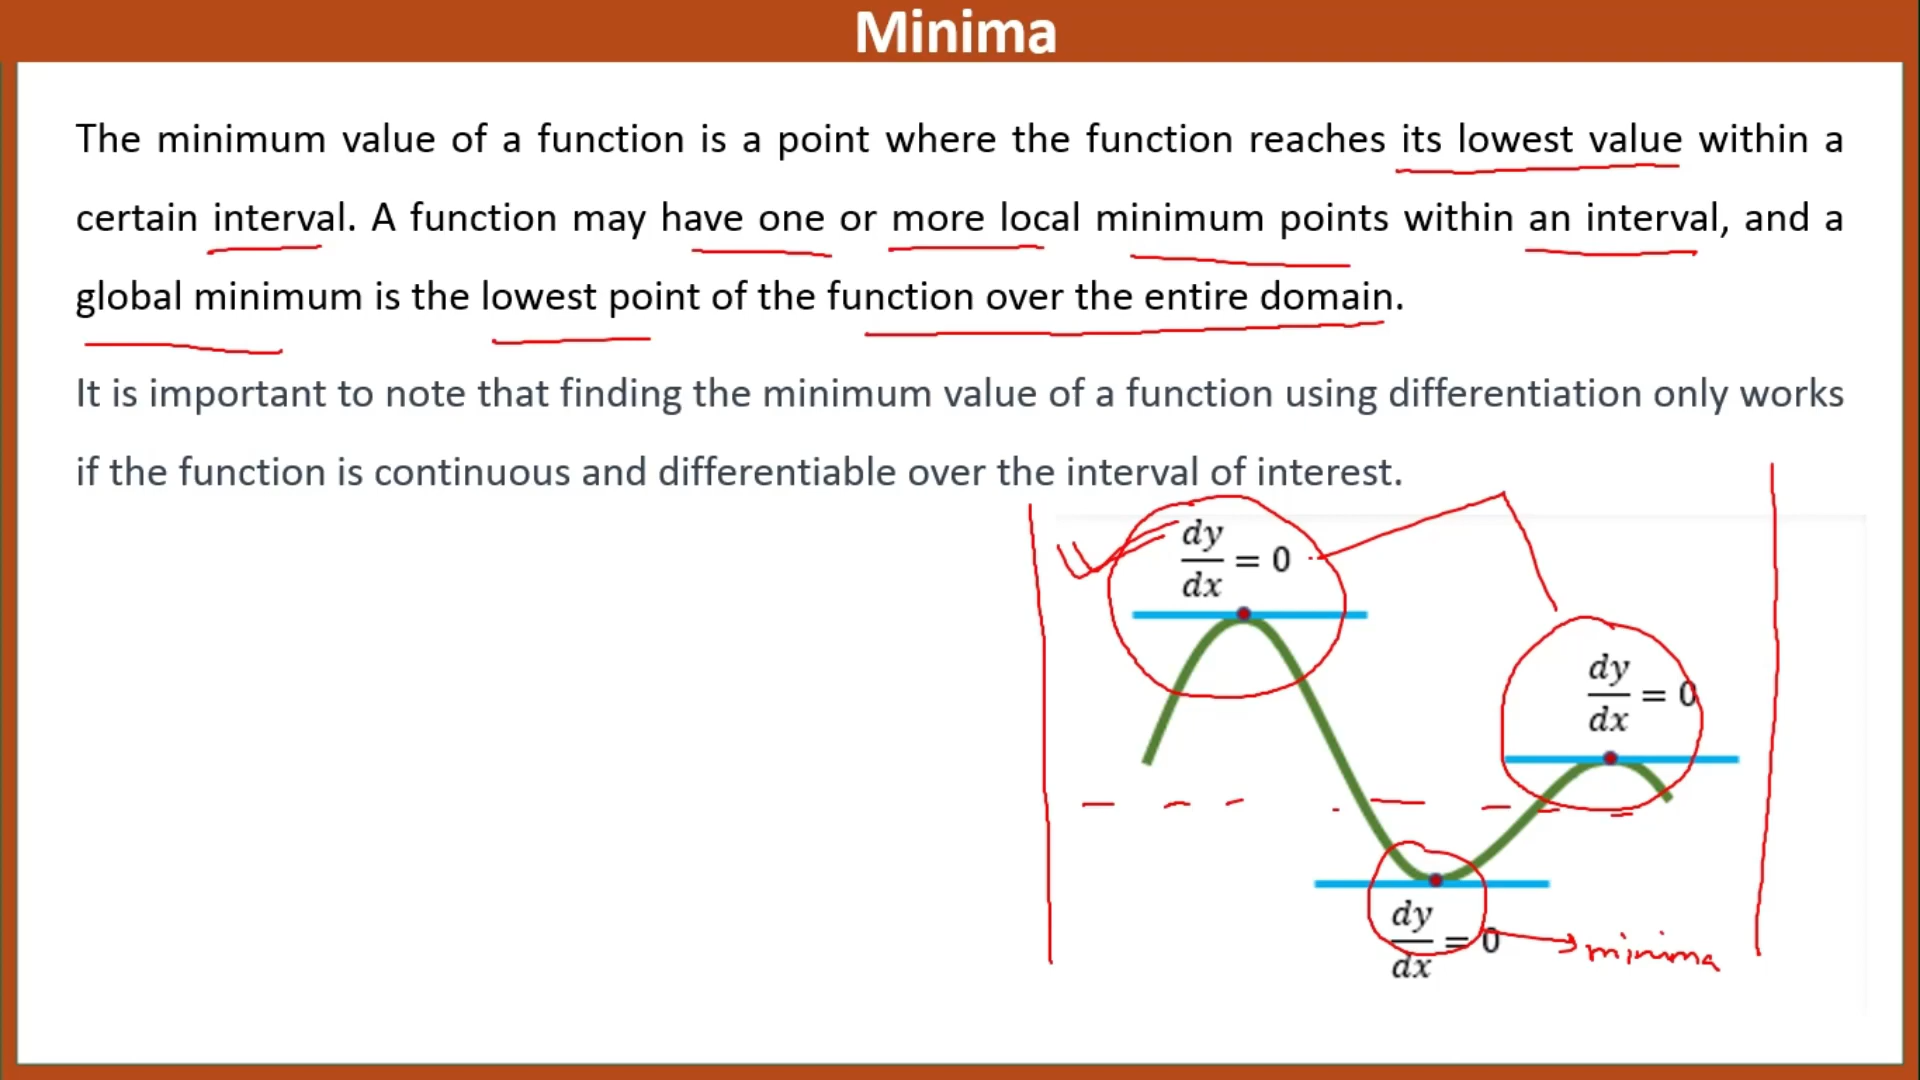 Minima
The minimum value of a function is a point where the function reaches its lowest value within a
certain interval. A function may have one or more local minimum points within an interval, and a
global minimum is the lowest point of the function over the entire domain.
It is important to note that finding the minimum value of a function using differentiation only works
if the function is continuous and differentiable over the interval of interest.
dy/dx = 0
dy/dx = 0
dy/dx = 0
minima